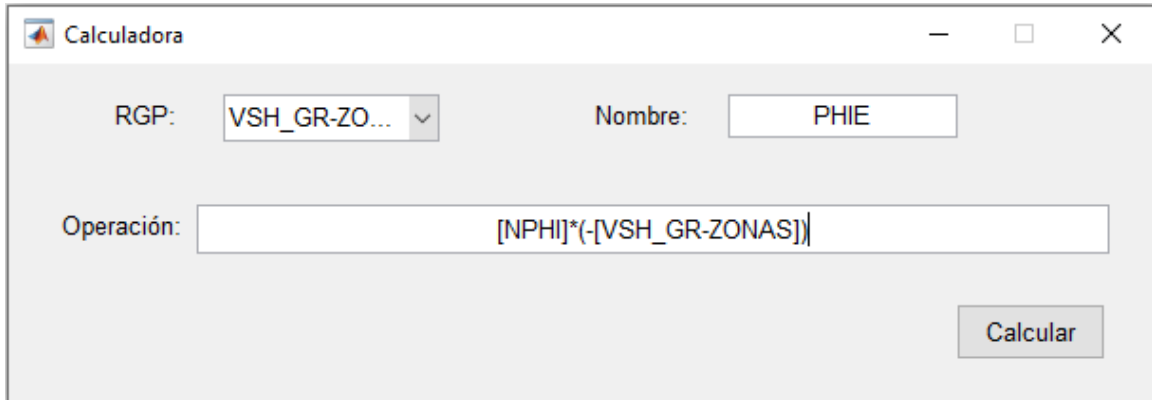 Calculadora
RGP: VSH_GR-ZO... Nombre: PHIE
Operación: [NPHI]*(-[VSH_GR-ZONAS])
Calcular